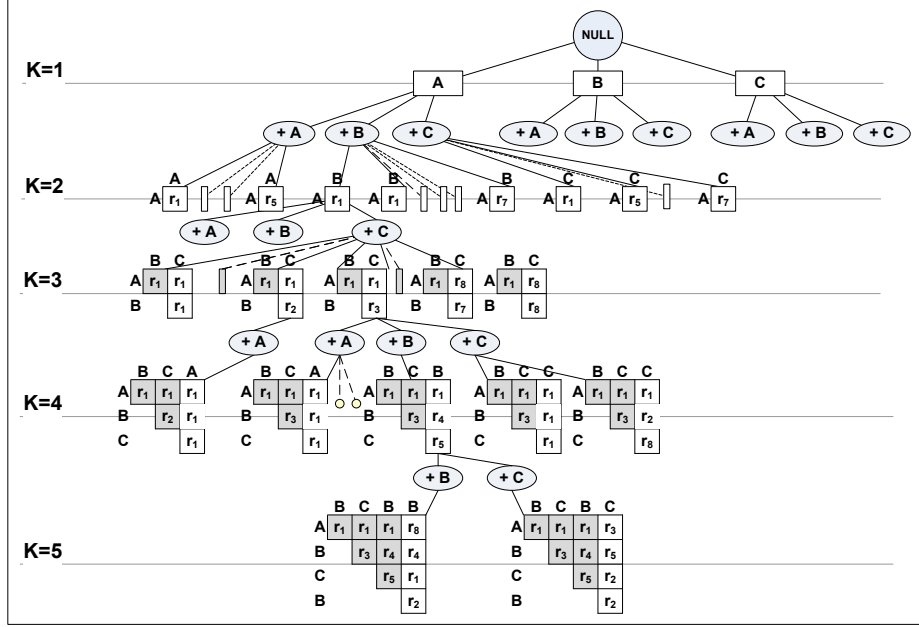 NULL
K=1
A B C
+ A + B + C + A + B + C + A + B + C
A A B B B C C C
K=2
A r1 A r5 A r1 A r1 A r7 A r1 A r5 A r7
+ A + B + C
B C B C B C B C B C
K=3
A r1 r1 A r1 r1 A r1 r1 A r1 r8 A r1 r8
B r1 B r2 B r3 B r7 B r8
+ A + A + B + C
B C A B C A B C B B C C B C C
A r1 r1 r1 A r1 r1 r1 A r1 r1 r1 A r1 r1 r1 A r1 r1 r1
K=4
B r2 r1 B r3 r1 B r3 r4 B r3 r1 B r3 r2
C r1 C r1 C r5 C r1 C r8
+ B + C
B C B B B C B C
A r1 r1 r1 r8 A r1 r1 r1 r3
K=5
B r3 r4 r4 B r3 r4 r5
C r5 r1 C r5 r2
B r2 B r2